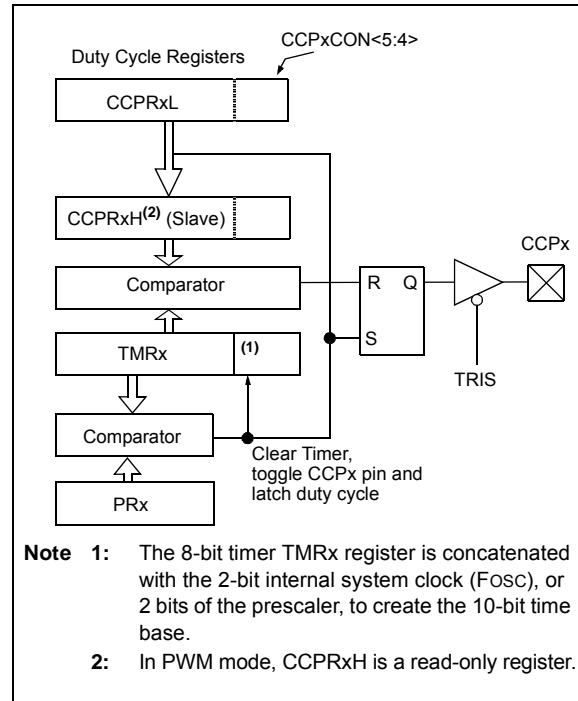 CCPxCON<5:4>
Duty Cycle Registers
CCPRxL
CCPRxH(2) (Slave)
CCPx
Comparator
R Q
TMRx (1)
S
TRIS
Comparator
Clear Timer,
toggle CCPx pin and
latch duty cycle
PRx
Note 1: The 8-bit timer TMRx register is concatenated
with the 2-bit internal system clock (FOSC), or
2 bits of the prescaler, to create the 10-bit time
base.
2: In PWM mode, CCPRxH is a read-only register.